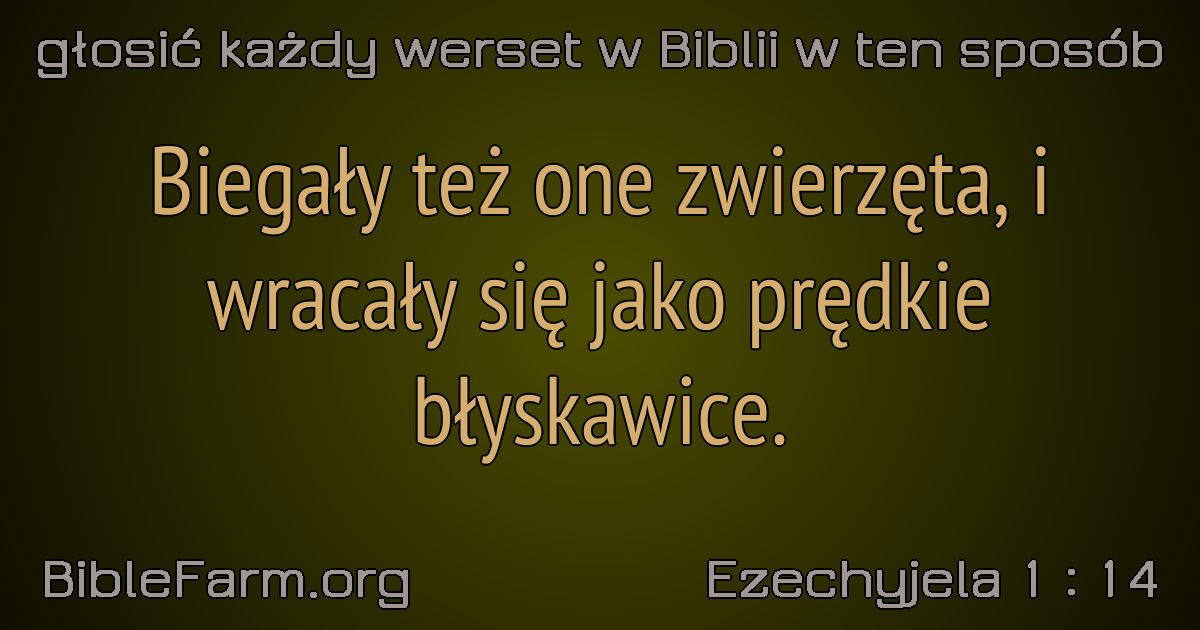 głosić każdy werset w Biblii w ten sposób
Biegały też one zwierzęta, i
wracały się jako prędkie
błyskawice.
BibleFarm.org
Ezechyjela 1 : 14